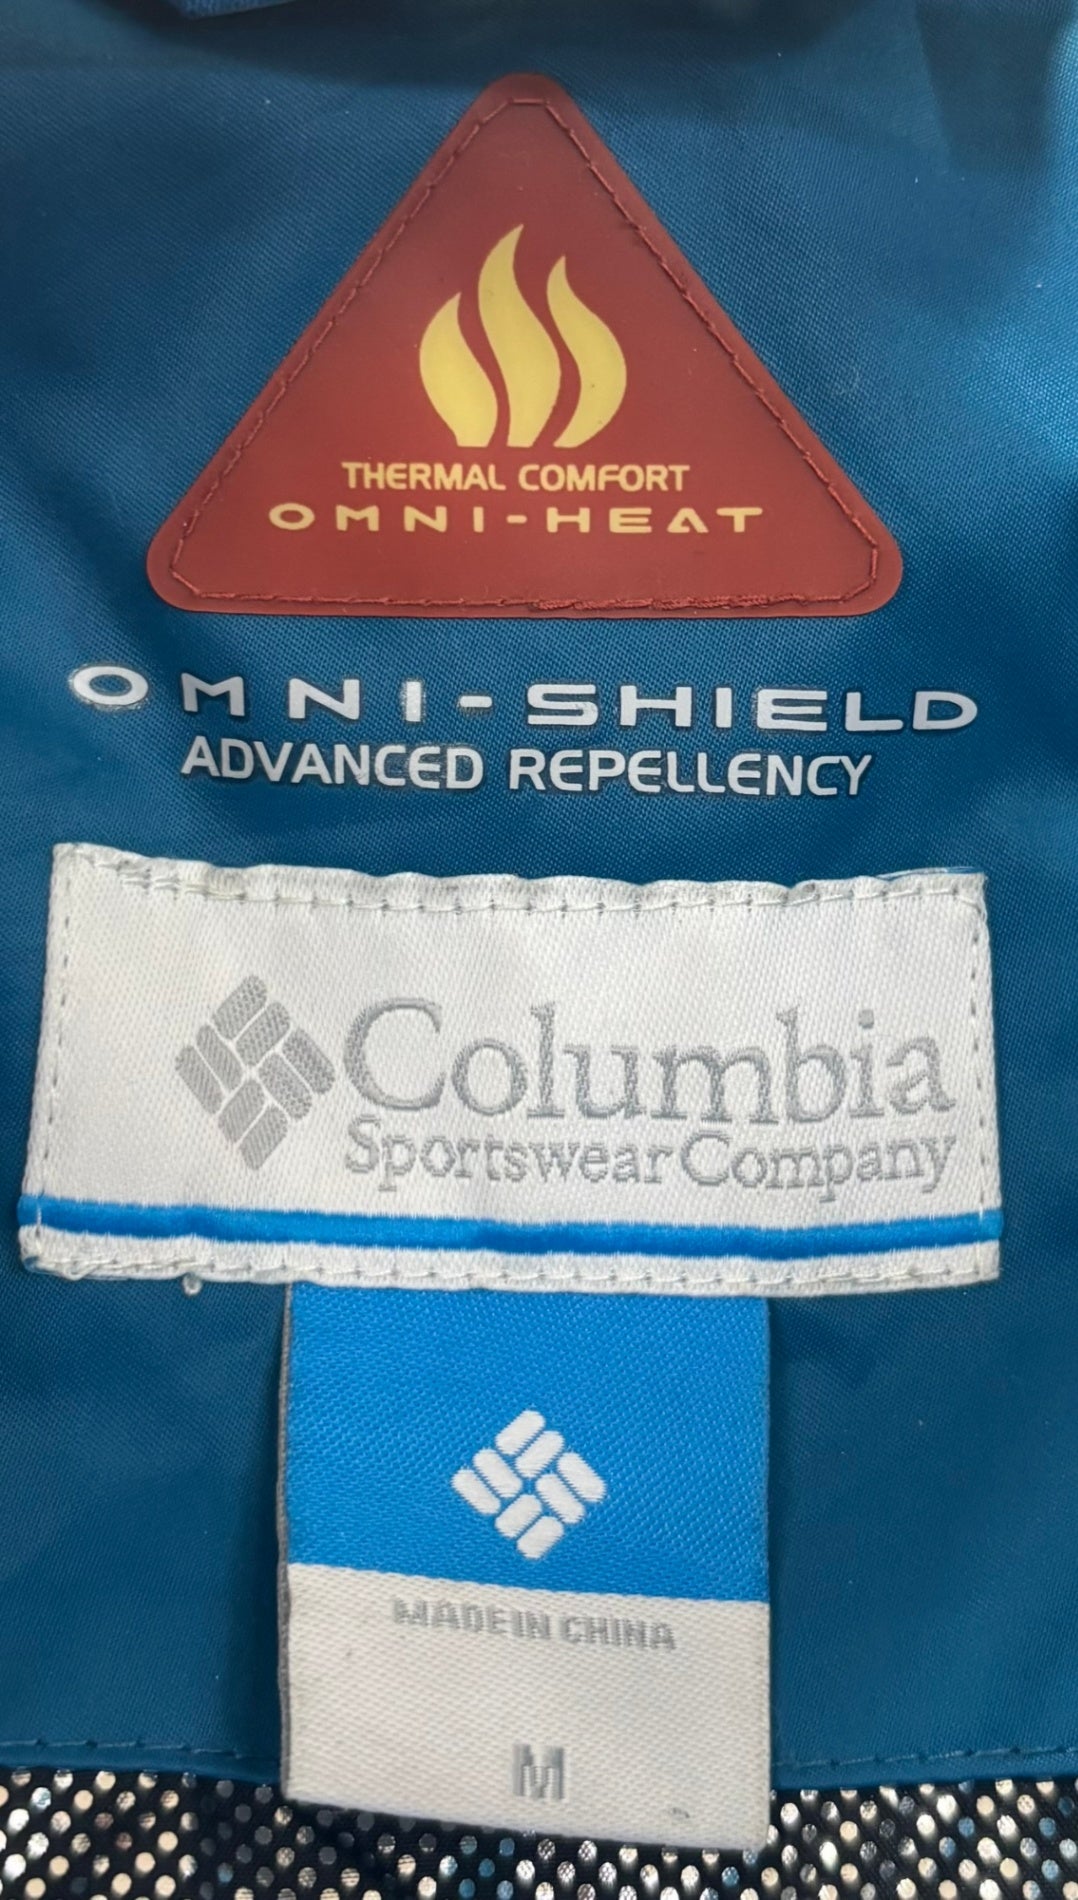 THERMAL COMFORT
OMNI-HEAT
OMNI-SHIELD
ADVANCED REPELLENCY
Columbia
Sportswear Company
MADE IN CHINA
M